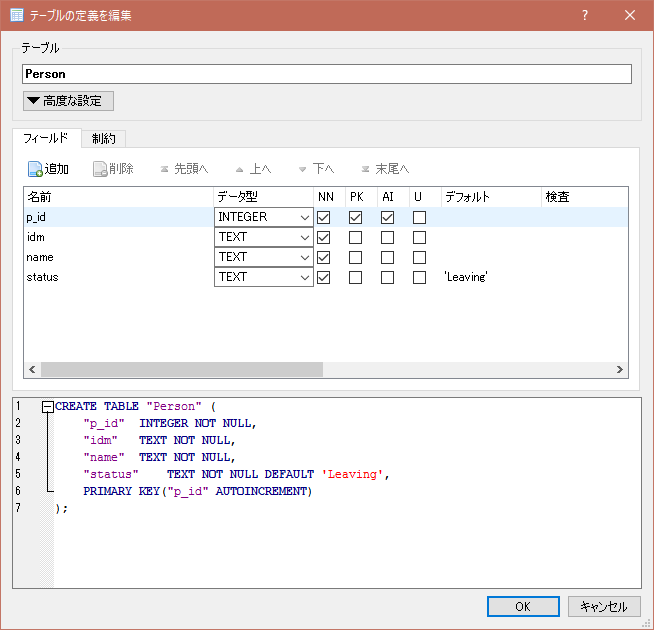 テーブルの定義を編集
?
テーブル
Person
▼ 高度な設定
フィールド 制約
追加 削除 先頭へ 上へ 下へ 末尾へ
名前 データ型 NN PK AI U デフォルト 検査
p_id INTEGER
idm TEXT
name TEXT
status TEXT 'Leaving'
1 CREATE TABLE "Person" (
2 "p_id" INTEGER NOT NULL,
3 "idm" TEXT NOT NULL,
4 "name" TEXT NOT NULL,
5 "status" TEXT NOT NULL DEFAULT 'Leaving',
6 PRIMARY KEY("p_id" AUTOINCREMENT)
7 );
OK キャンセル